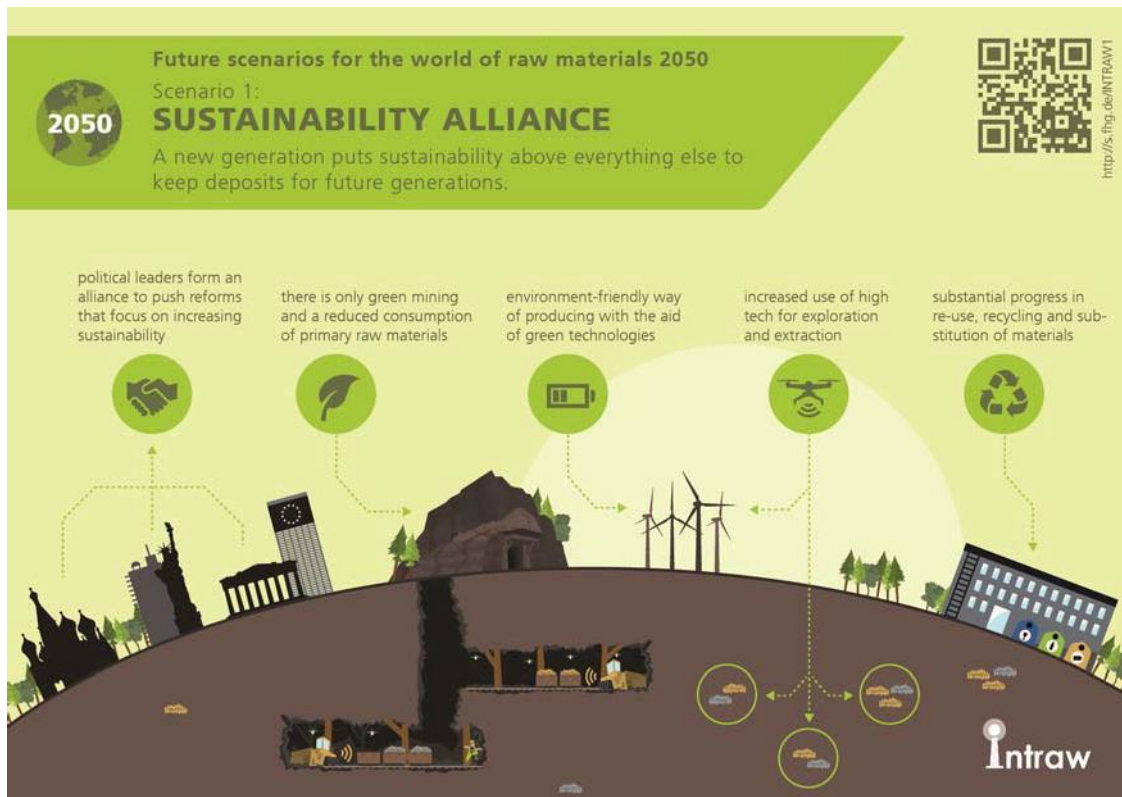 Future scenarios for the world of raw materials 2050
Scenario 1:
2050
SUSTAINABILITY ALLIANCE
A new generation puts sustainability above everything else to
keep deposits for future generations.
http://s.fhg.de/INTRAW1
political leaders form an
alliance to push reforms
that focus on increasing
sustainability
there is only green mining
and a reduced consumption
of primary raw materials
environment-friendly way
of producing with the aid
of green technologies
increased use of high
tech for exploration
and extraction
substantial progress in
re-use, recycling and sub-
stitution of materials
intraw